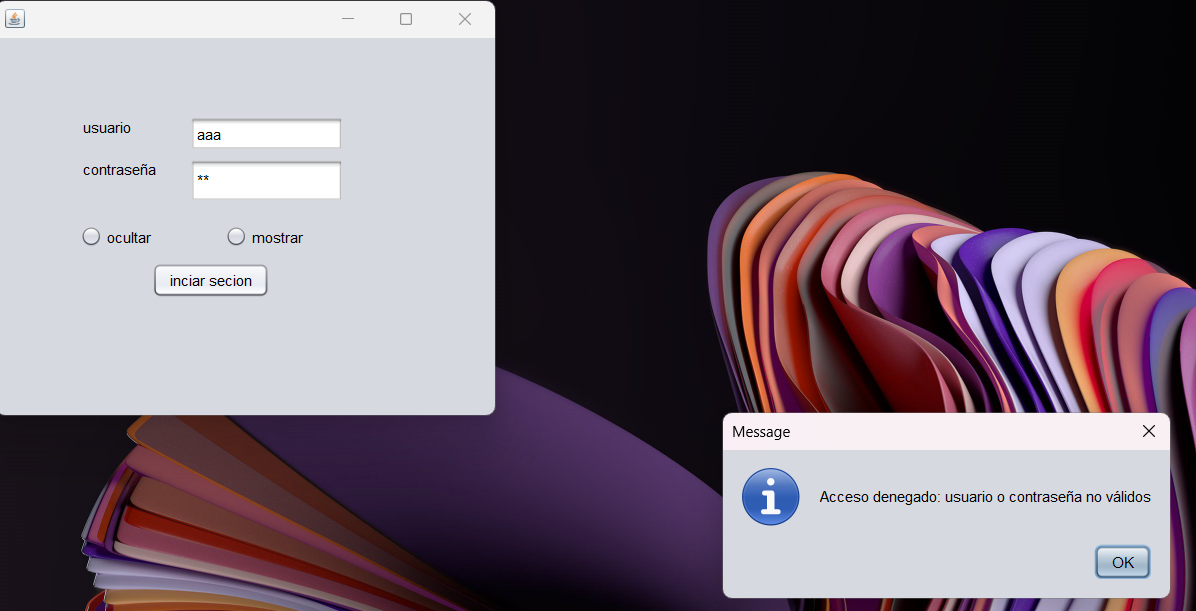 usuario
aaa
contraseña
**
ocultar
mostrar
inciar secion
Message
Acceso denegado: usuario o contraseña no válidos
OK